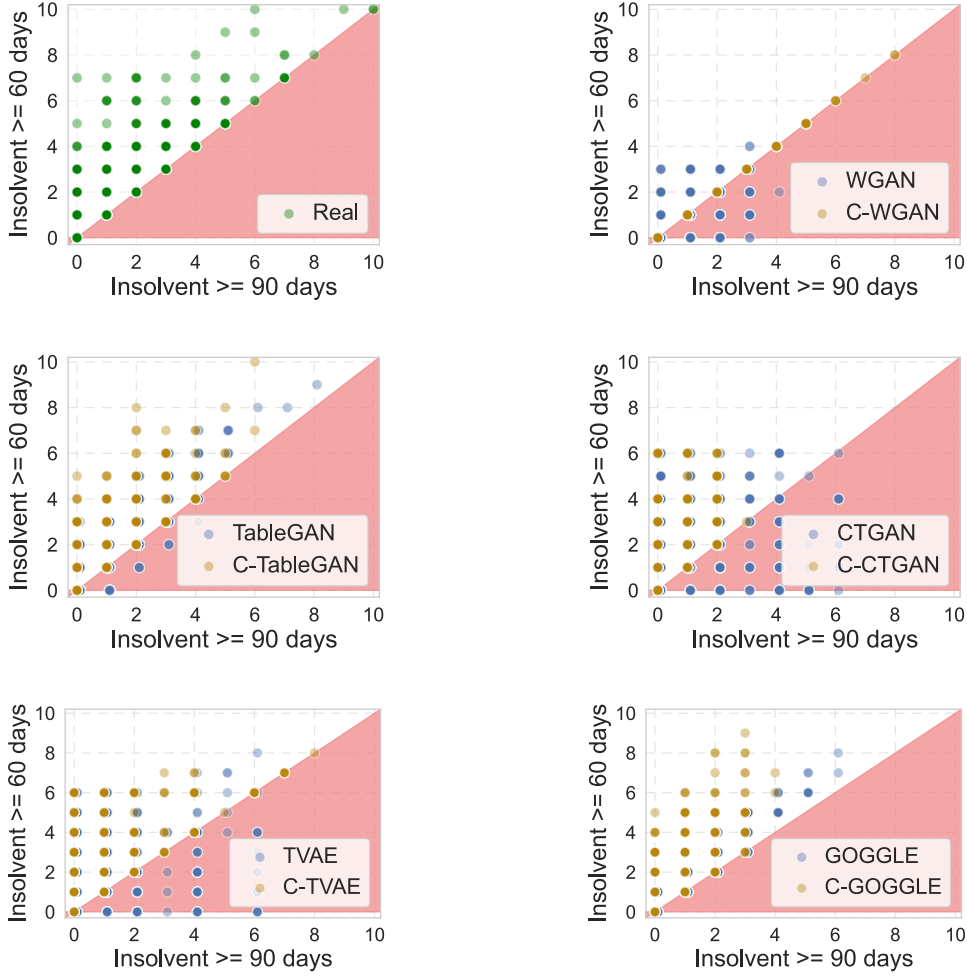 10
8
6
4
2
0
Insolvent >= 60 days
Real
0 2 4 6 8 10
Insolvent >= 90 days
10
8
6
4
2
0
Insolvent >= 60 days
WGAN
C-WGAN
0 2 4 6 8 10
Insolvent >= 90 days
10
8
6
4
2
0
Insolvent >= 60 days
TableGAN
C-TableGAN
0 2 4 6 8 10
Insolvent >= 90 days
10
8
6
4
2
0
Insolvent >= 60 days
CTGAN
C-CTGAN
0 2 4 6 8 10
Insolvent >= 90 days
10
8
6
4
2
0
Insolvent >= 60 days
TVAE
C-TVAE
0 2 4 6 8 10
Insolvent >= 90 days
10
8
6
4
2
0
Insolvent >= 60 days
GOGGLE
C-GOGGLE
0 2 4 6 8 10
Insolvent >= 90 days